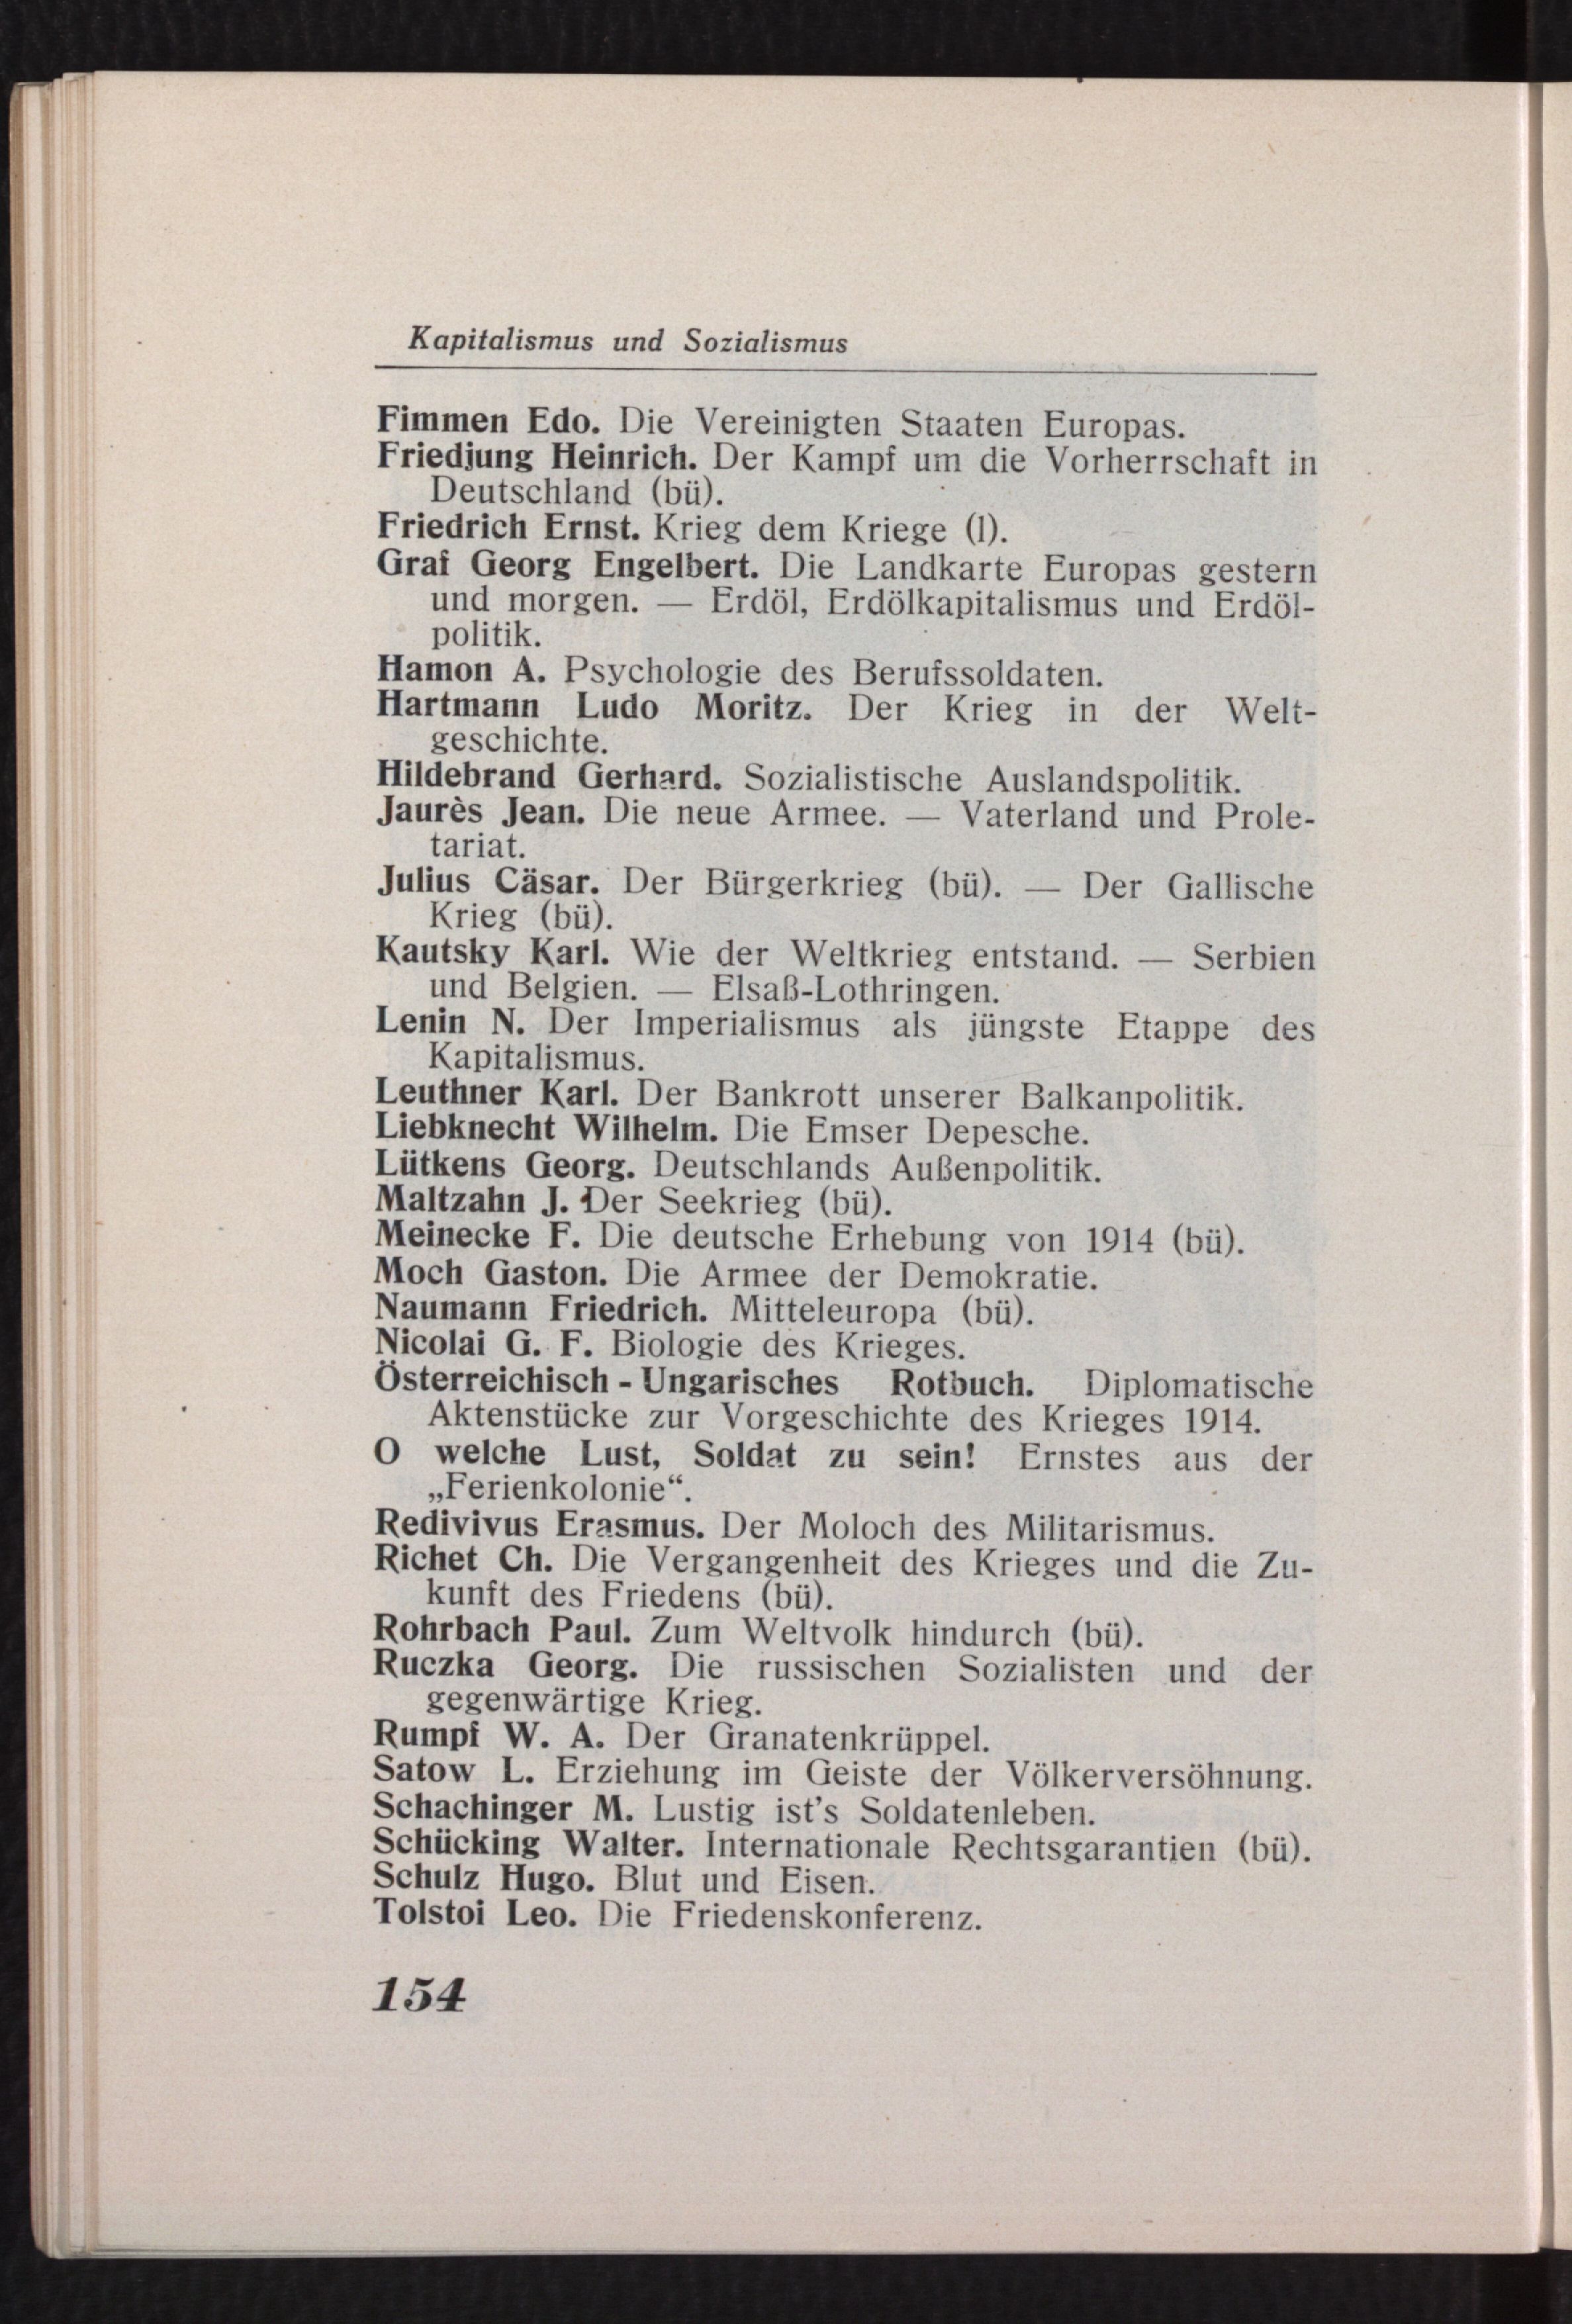 Kapitalismus und Sozialismus
Fimmen Edo. Die Vereinigten Staaten Europas.
Friedjung Heinrich. Der Kampf um die Vorherrschaft in
Deutschland (bü).
Friedrich Ernst. Krieg dem Kriege (l).
Graf Georg Engelbert. Die Landkarte Europas gestern
und morgen. — Erdöl, Erdölkapitalismus und Erdöl-
politik.
Hamon A. Psychologie des Berufssoldaten.
Hartmann Ludo Moritz. Der Krieg in der Welt-
geschichte.
Hildebrand Gerhard. Sozialistische Auslandspolitik.
Jaurès Jean. Die neue Armee. — Vaterland und Prole-
tariat.
Julius Cäsar. Der Bürgerkrieg (bü). — Der Gallische
Krieg (bü).
Kautsky Karl. Wie der Weltkrieg entstand. — Serbien
und Belgien. — Elsaß-Lothringen.
Lenin N. Der Imperialismus als jüngste Etappe des
Kapitalismus.
Leuthner Karl. Der Bankrott unserer Balkanpolitik.
Liebknecht Wilhelm. Die Emser Depesche.
Lütkens Georg. Deutschlands Außenpolitik.
Maltzahn J. Der Seekrieg (bü).
Meinecke F. Die deutsche Erhebung von 1914 (bü).
Moch Gaston. Die Armee der Demokratie.
Naumann Friedrich. Mitteleuropa (bü).
Nicolai G. F. Biologie des Krieges.
Österreichisch-Ungarisches Rotbuch. Diplomatische
Aktenstücke zur Vorgeschichte des Krieges 1914.
O welche Lust, Soldat zu sein! Ernstes aus der
„Ferienkolonie“.
Redivivus Erasmus. Der Moloch des Militarismus.
Richet Ch. Die Vergangenheit des Krieges und die Zu-
kunft des Friedens (bü).
Rohrbach Paul. Zum Weltvolk hindurch (bü).
Ruczka Georg. Die russischen Sozialisten und der
gegenwärtige Krieg.
Rumpf W. A. Der Granatenkrüppel.
Satow L. Erziehung im Geiste der Völkerversöhnung.
Schachinger M. Lustig ist's Soldatenleben.
Schücking Walter. Internationale Rechtsgarantien (bü).
Schulz Hugo. Blut und Eisen.
Tolstoi Leo. Die Friedenskonferenz.
154